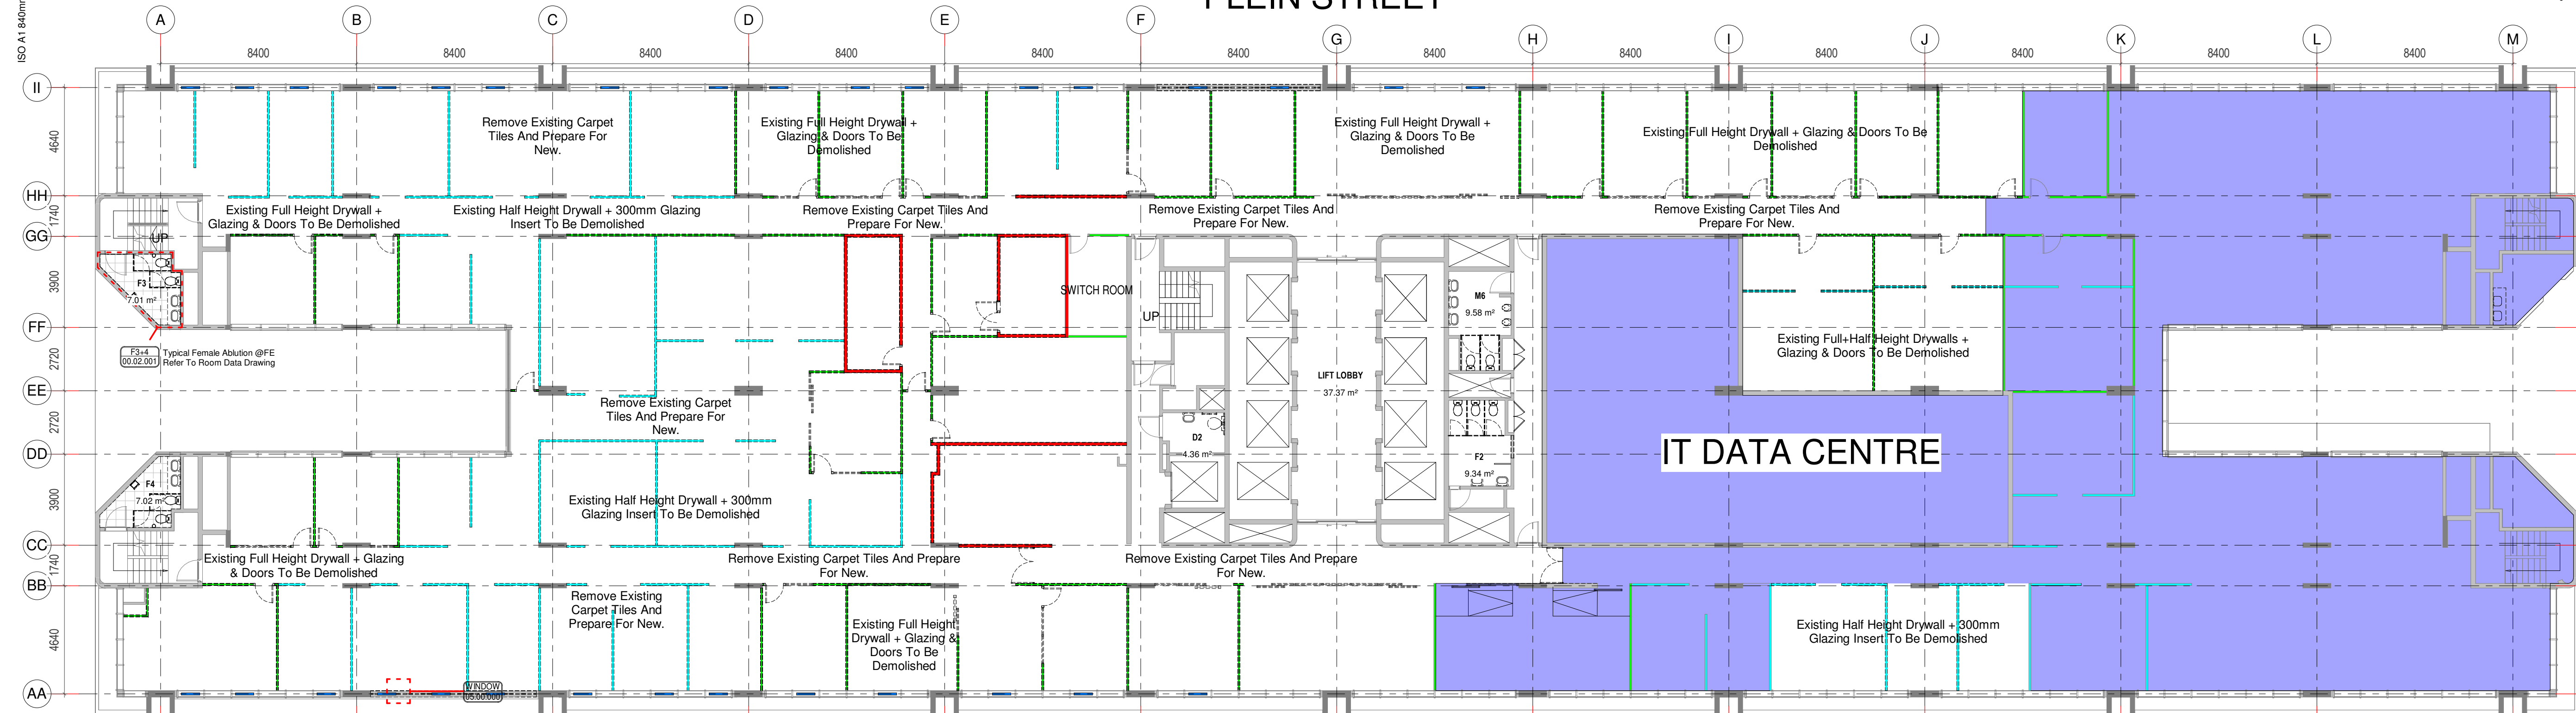 PLEIN STREET
ISO A1 840mm
A
B
C
D
E
F
G
H
I
J
K
L
M
8400
8400
8400
8400
8400
8400
8400
8400
8400
8400
8400
8400
II
4640
HH
1740
GG
3900
FF
2720
EE
2720
DD
3900
CC
1740
BB
4640
AA
Remove Existing Carpet
Tiles And Prepare For
New.
Existing Full Height Drywall +
Glazing & Doors To Be
Demolished
Existing Full Height Drywall +
Glazing & Doors To Be
Demolished
Existing Full Height Drywall + Glazing & Doors To Be
Demolished
Existing Full Height Drywall +
Glazing & Doors To Be Demolished
Existing Half Height Drywall + 300mm Glazing
Insert To Be Demolished
Remove Existing Carpet Tiles And
Prepare For New.
Remove Existing Carpet Tiles And
Prepare For New.
Remove Existing Carpet Tiles And
Prepare For New.
UP
F3
7.01 m²
F3+4
00.02.001
Typical Female Ablution @FE
Refer To Room Data Drawing
SWITCH ROOM
UP
M6
9.58 m²
LIFT LOBBY
37.37 m²
Existing Full+Half Height Drywalls +
Glazing & Doors To Be Demolished
Remove Existing Carpet
Tiles And Prepare For
New.
D2
4.36 m²
F2
9.34 m²
IT DATA CENTRE
F4
7.02 m²
Existing Half Height Drywall + 300mm
Glazing Insert To Be Demolished
Existing Full Height Drywall + Glazing
& Doors To Be Demolished
Remove Existing Carpet Tiles And Prepare
For New.
Remove Existing Carpet Tiles And Prepare
For New.
Remove Existing
Carpet Tiles And
Prepare For New.
Existing Full Height
Drywall + Glazing &
Doors To Be
Demolished
Existing Half Height Drywall + 300mm
Glazing Insert To Be Demolished
WINDOW
05.00.000